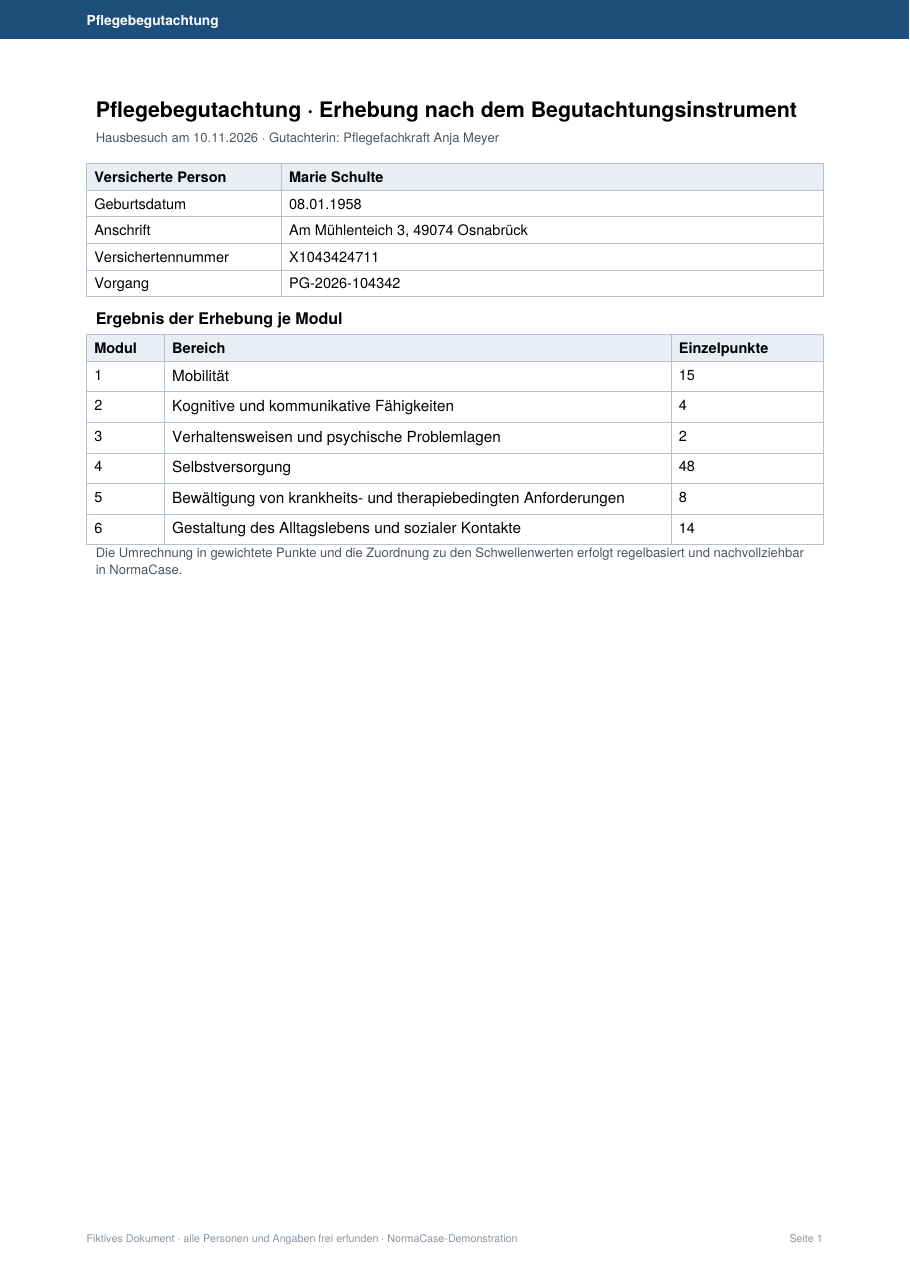 Pflegebegutachtung
Pflegebegutachtung · Erhebung nach dem Begutachtungsinstrument
Hausbesuch am 10.11.2026 · Gutachterin: Pflegefachkraft Anja Meyer
Versicherte Person Marie Schulte
Geburtsdatum 08.01.1958
Anschrift Am Mühlenteich 3, 49074 Osnabrück
Versichertennummer X1043424711
Vorgang PG-2026-104342
Ergebnis der Erhebung je Modul
Modul Bereich Einzelpunkte
1 Mobilität 15
2 Kognitive und kommunikative Fähigkeiten 4
3 Verhaltensweisen und psychische Problemlagen 2
4 Selbstversorgung 48
5 Bewältigung von krankheits- und therapiebedingten Anforderungen 8
6 Gestaltung des Alltagslebens und sozialer Kontakte 14
Die Umrechnung in gewichtete Punkte und die Zuordnung zu den Schwellenwerten erfolgt regelbasiert und nachvollziehbar
in NormaCase.
Fiktives Dokument · alle Personen und Angaben frei erfunden · NormaCase-Demonstration Seite 1